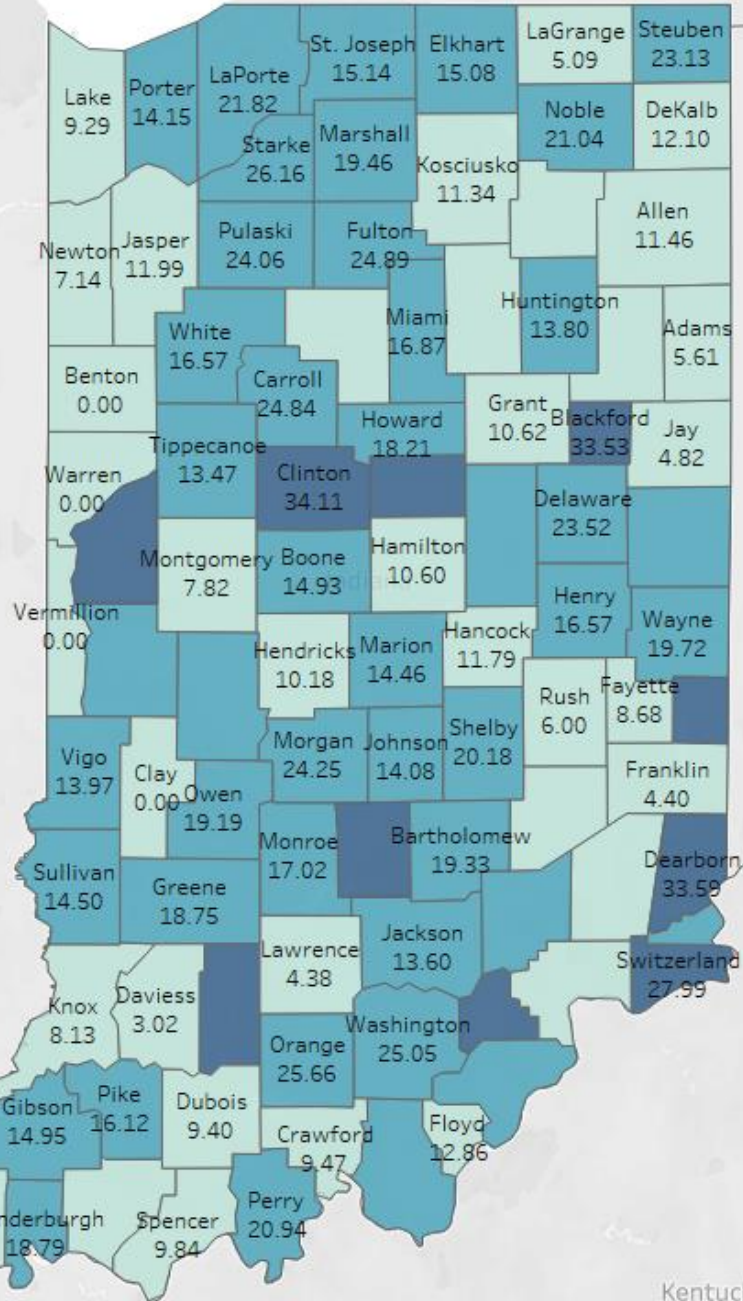 St. Joseph
15.14
Elkhart
15.08
LaGrange
5.09
Steuben
23.13
Lake
9.29
Porter
14.15
LaPorte
21.82
Starke
26.16
Marshall
19.46
Kosciusko
11.34
Noble
21.04
DeKalb
12.10
Allen
11.46
Newton
7.14
Jasper
11.99
Pulaski
24.06
Fulton
24.89
White
16.57
Miami
16.87
Huntington
13.80
Adams
5.61
Benton
0.00
Carroll
24.84
Howard
18.21
Grant
10.62
Blackford
33.53
Jay
4.82
Warren
0.00
Tippecanoe
13.47
Clinton
34.11
Delaware
23.52
Montgomery
7.82
Boone
14.93
Hamilton
10.60
Henry
16.57
Wayne
19.72
Vermillion
0.00
Hendricks
10.18
Marion
14.46
Hancock
11.79
Rush
6.00
Fayette
8.68
Vigo
13.97
Clay
0.00
Owen
19.19
Morgan
24.25
Johnson
14.08
Shelby
20.18
Franklin
4.40
Sullivan
14.50
Greene
18.75
Monroe
17.02
Bartholomew
19.33
Dearborn
33.59
Lawrence
4.38
Jackson
13.60
Switzerland
27.99
Knox
8.13
Daviess
3.02
Orange
25.66
Washington
25.05
Gibson
14.95
Pike
16.12
Dubois
9.40
Crawford
9.47
Floyd
12.86
nderburgh
18.79
Spencer
9.84
Perry
20.94
Kentuc